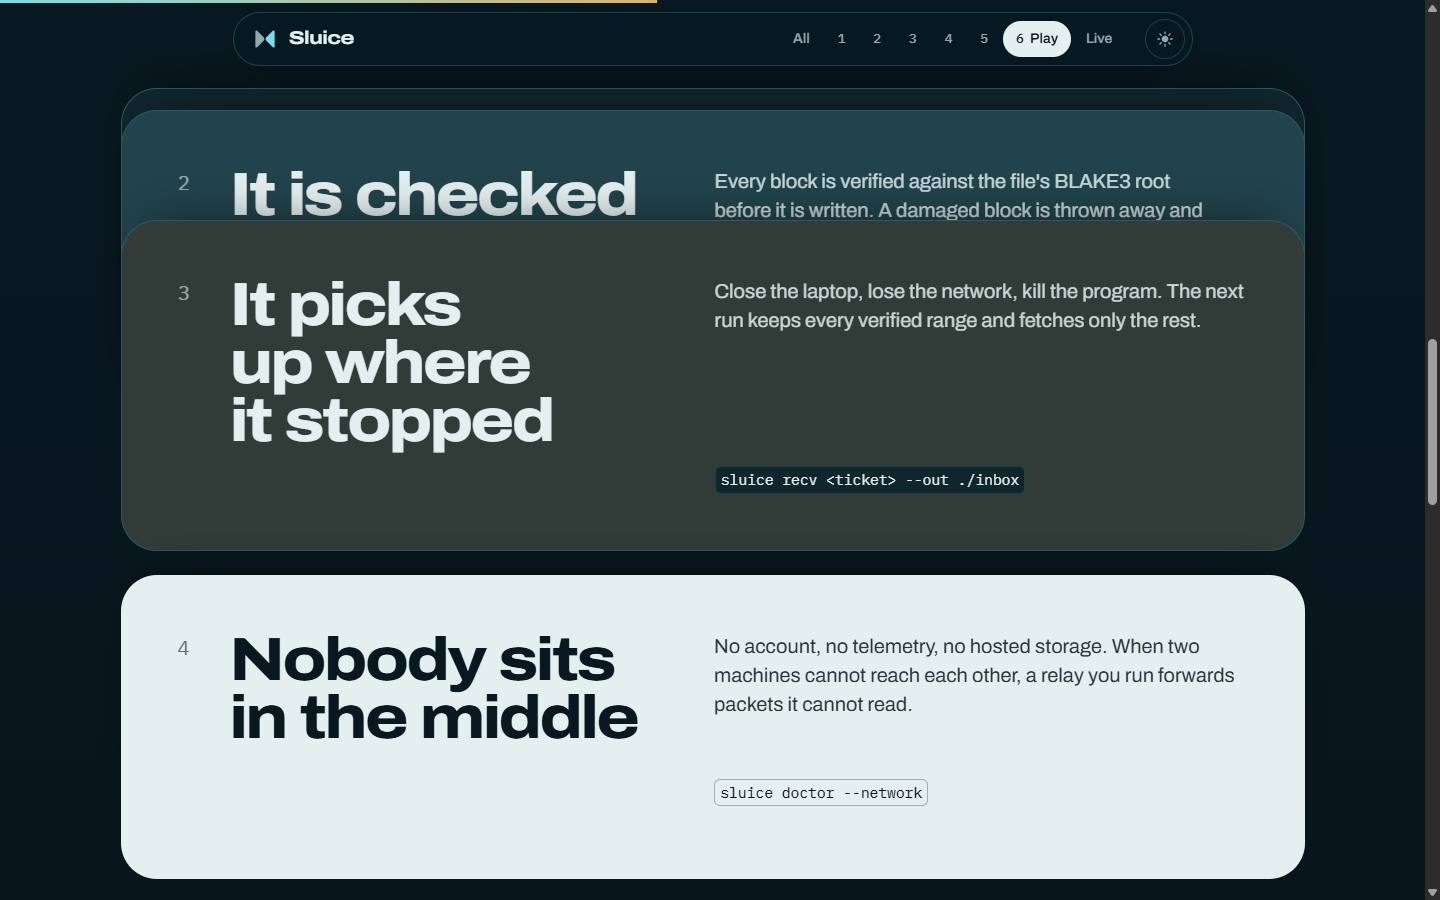 Sluice
All 1 2 3 4 5 6 Play Live
2
It is checked
Every block is verified against the file's BLAKE3 root
before it is written. A damaged block is thrown away and
3
It picks
up where
it stopped
Close the laptop, lose the network, kill the program. The next
run keeps every verified range and fetches only the rest.
sluice recv <ticket> --out ./inbox
4
Nobody sits
in the middle
No account, no telemetry, no hosted storage. When two
machines cannot reach each other, a relay you run forwards
packets it cannot read.
sluice doctor --network